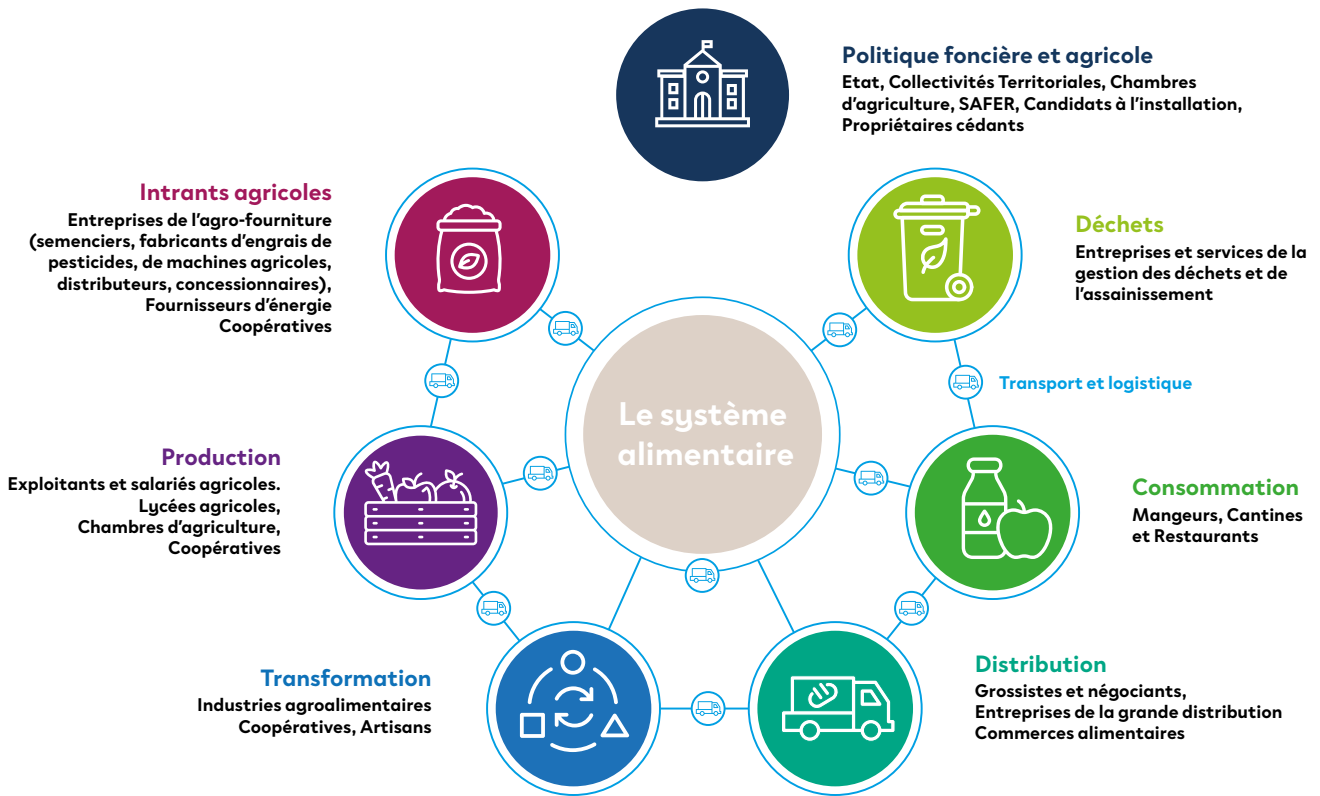 Politique foncière et agricole
Etat, Collectivités Territoriales, Chambres
d'agriculture, SAFER, Candidats à l'installation,
Propriétaires cédants
Intrants agricoles
Entreprises de l'agro-fourniture
(semenciers, fabricants d'engrais de
pesticides, de machines agricoles,
distributeurs, concessionnaires),
Fournisseurs d'énergie
Coopératives
Déchets
Entreprises et services de la
gestion des déchets et de
l'assainissement
Transport et logistique
Le système
alimentaire
Production
Exploitants et salariés agricoles.
Lycées agricoles,
Chambres d'agriculture,
Coopératives
Consommation
Mangeurs, Cantines
et Restaurants
Transformation
Industries agroalimentaires
Coopératives, Artisans
Distribution
Grossistes et négociants,
Entreprises de la grande distribution
Commerces alimentaires